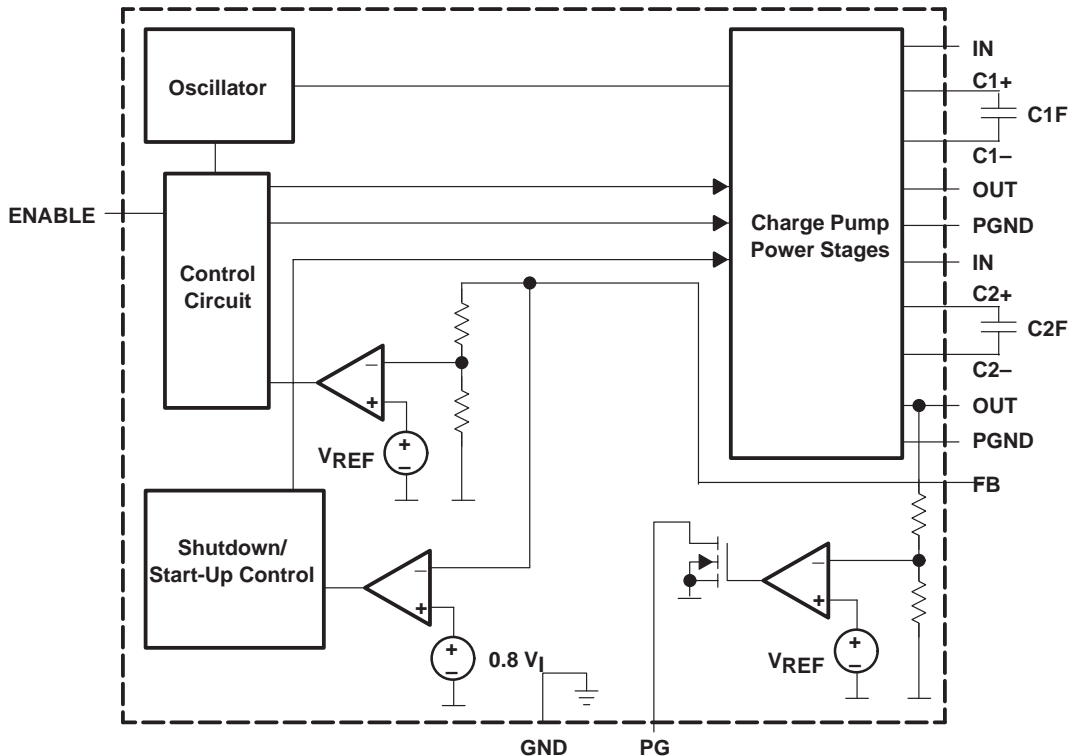 Oscillator
ENABLE
Control
Circuit
Charge Pump
Power Stages
IN
C1+
C1F
C1–
OUT
PGND
IN
C2+
C2F
C2–
OUT
PGND
FB
–
+
+
–
VREF
Shutdown/
Start-Up Control
–
+
+
–
0.8 VI
–
+
+
–
VREF
GND
PG